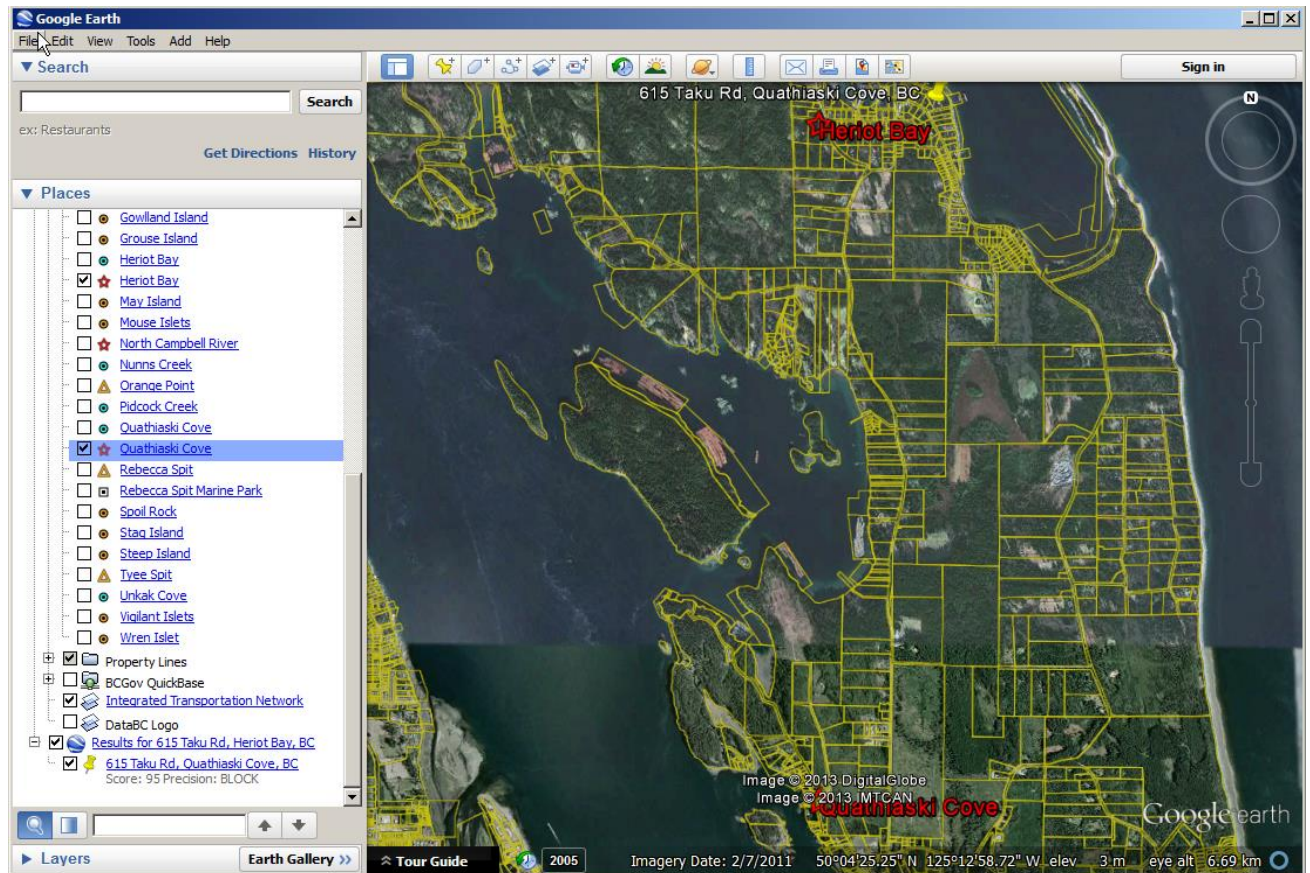 Google Earth
File Edit View Tools Add Help
Search
Search
ex: Restaurants
Get Directions History
Places
Gowlland Island
Grouse Island
Heriot Bay
Heriot Bay
May Island
Mouse Islets
North Campbell River
Nunns Creek
Orange Point
Pidcock Creek
Quathiaski Cove
Quathiaski Cove
Rebecca Spit
Rebecca Spit Marine Park
Spoil Rock
Stag Island
Steep Island
Tyee Spit
Unkak Cove
Vigilant Islets
Wren Islet
Property Lines
BCGov QuickBase
Integrated Transportation Network
DataBC Logo
Results for 615 Taku Rd, Heriot Bay, BC
615 Taku Rd, Quathiaski Cove, BC
Score: 95 Precision: BLOCK
Layers
Earth Gallery >>
Sign in
615 Taku Rd, Quathiaski Cove, BC
N
Heriot Bay
Image © 2013 DigitalGlobe
Image © 2013 IMTCAN
Quathiaski Cove
Google earth
Tour Guide
2005
Imagery Date: 2/7/2011 50°04'25.25" N 125°12'58.72" W elev 3 m eye alt 6.69 km